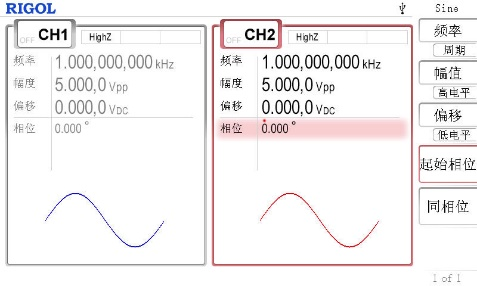 RIGOL
Sine
OFF CH1 HighZ
频率 1.000,000,000 kHz
幅度 5.000,0 Vpp
偏移 0.000,0 VDC
相位 0.000 °
OFF CH2 HighZ
频率 1.000,000,000 kHz
幅度 5.000,0 Vpp
偏移 0.000,0 VDC
相位 0.000 °
频率
周期
幅值
高电平
偏移
低电平
起始相位
同相位
1 of 1